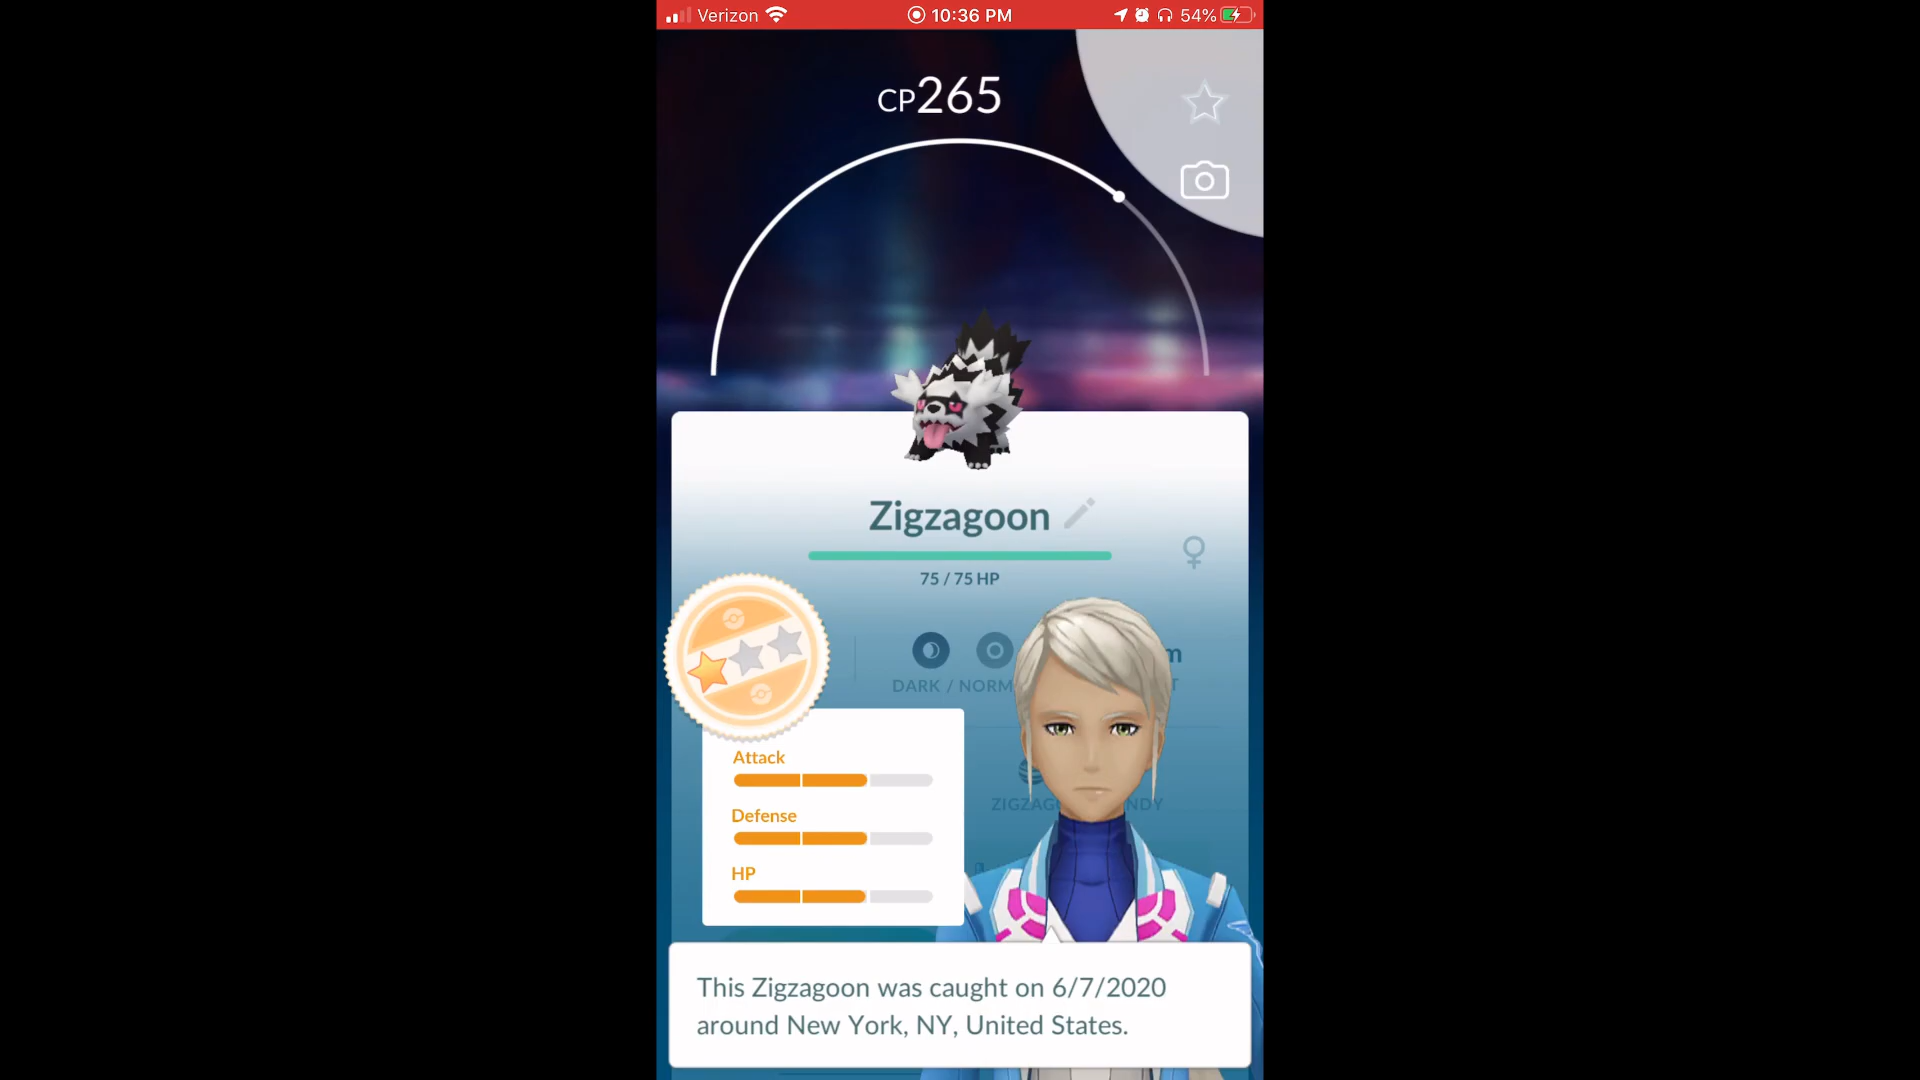 Verizon 10:36 PM 54%
CP265
Zigzagoon
75 / 75 HP
DARK / NORM
Attack
Defense
HP
This Zigzagoon was caught on 6/7/2020
around New York, NY, United States.